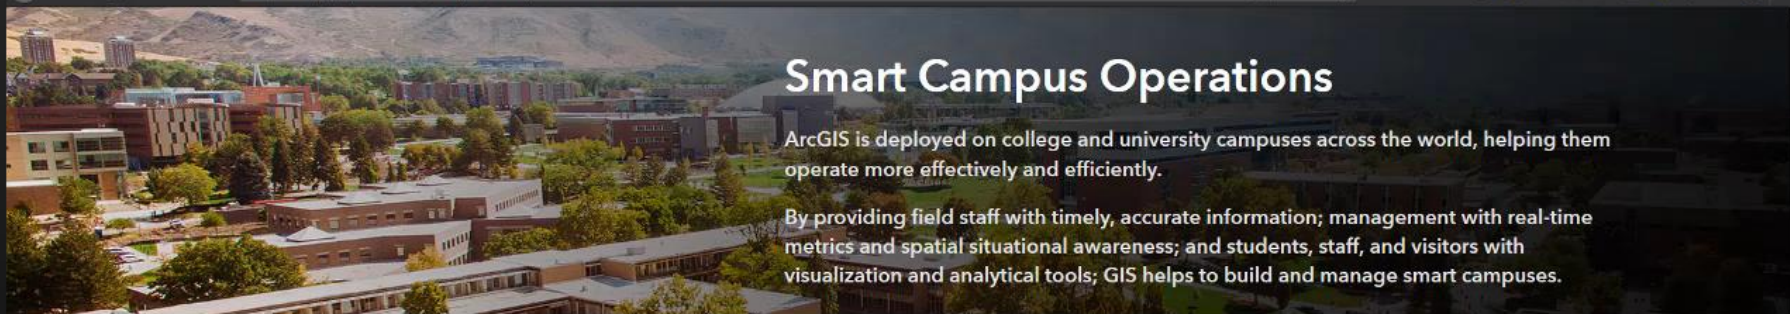 Smart Campus Operations
ArcGIS is deployed on college and university campuses across the world, helping them
operate more effectively and efficiently.
By providing field staff with timely, accurate information; management with real-time
metrics and spatial situational awareness; and students, staff, and visitors with
visualization and analytical tools; GIS helps to build and manage smart campuses.